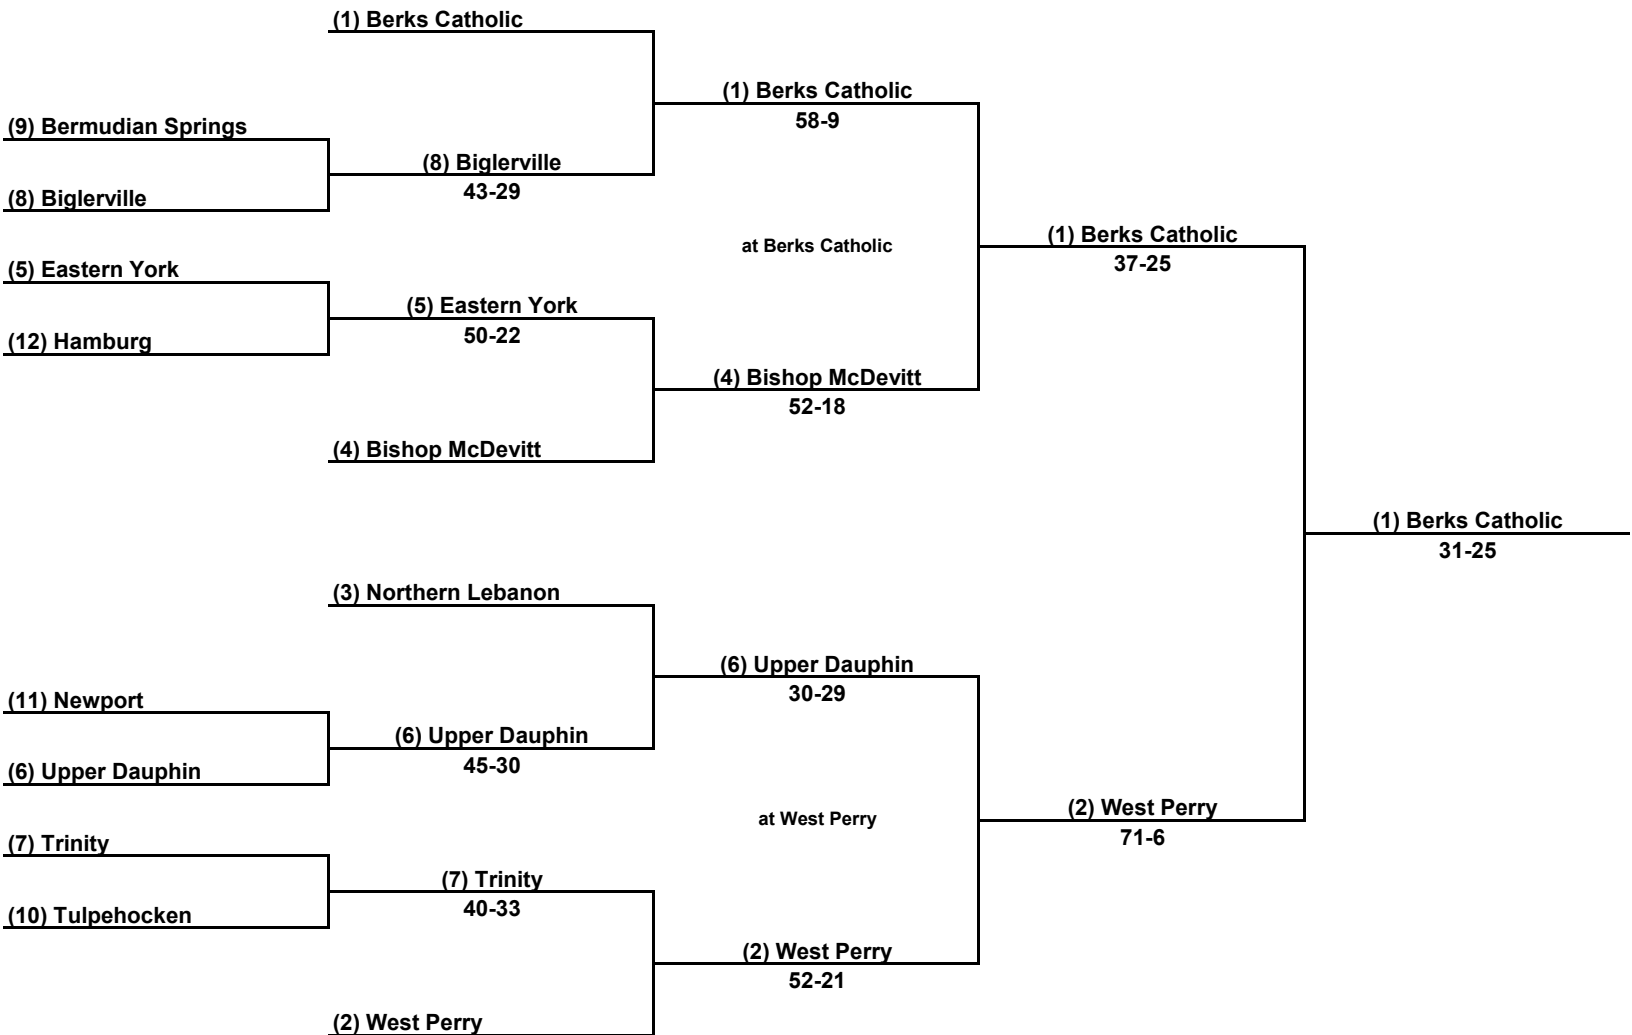 (1) Berks Catholic
(1) Berks Catholic
58-9
(9) Bermudian Springs
(8) Biglerville
43-29
(8) Biglerville
at Berks Catholic
(1) Berks Catholic
37-25
(5) Eastern York
(5) Eastern York
50-22
(12) Hamburg
(4) Bishop McDevitt
52-18
(4) Bishop McDevitt
(1) Berks Catholic
31-25
(3) Northern Lebanon
(6) Upper Dauphin
30-29
(11) Newport
(6) Upper Dauphin
45-30
(6) Upper Dauphin
at West Perry
(2) West Perry
71-6
(7) Trinity
(7) Trinity
40-33
(10) Tulpehocken
(2) West Perry
52-21
(2) West Perry